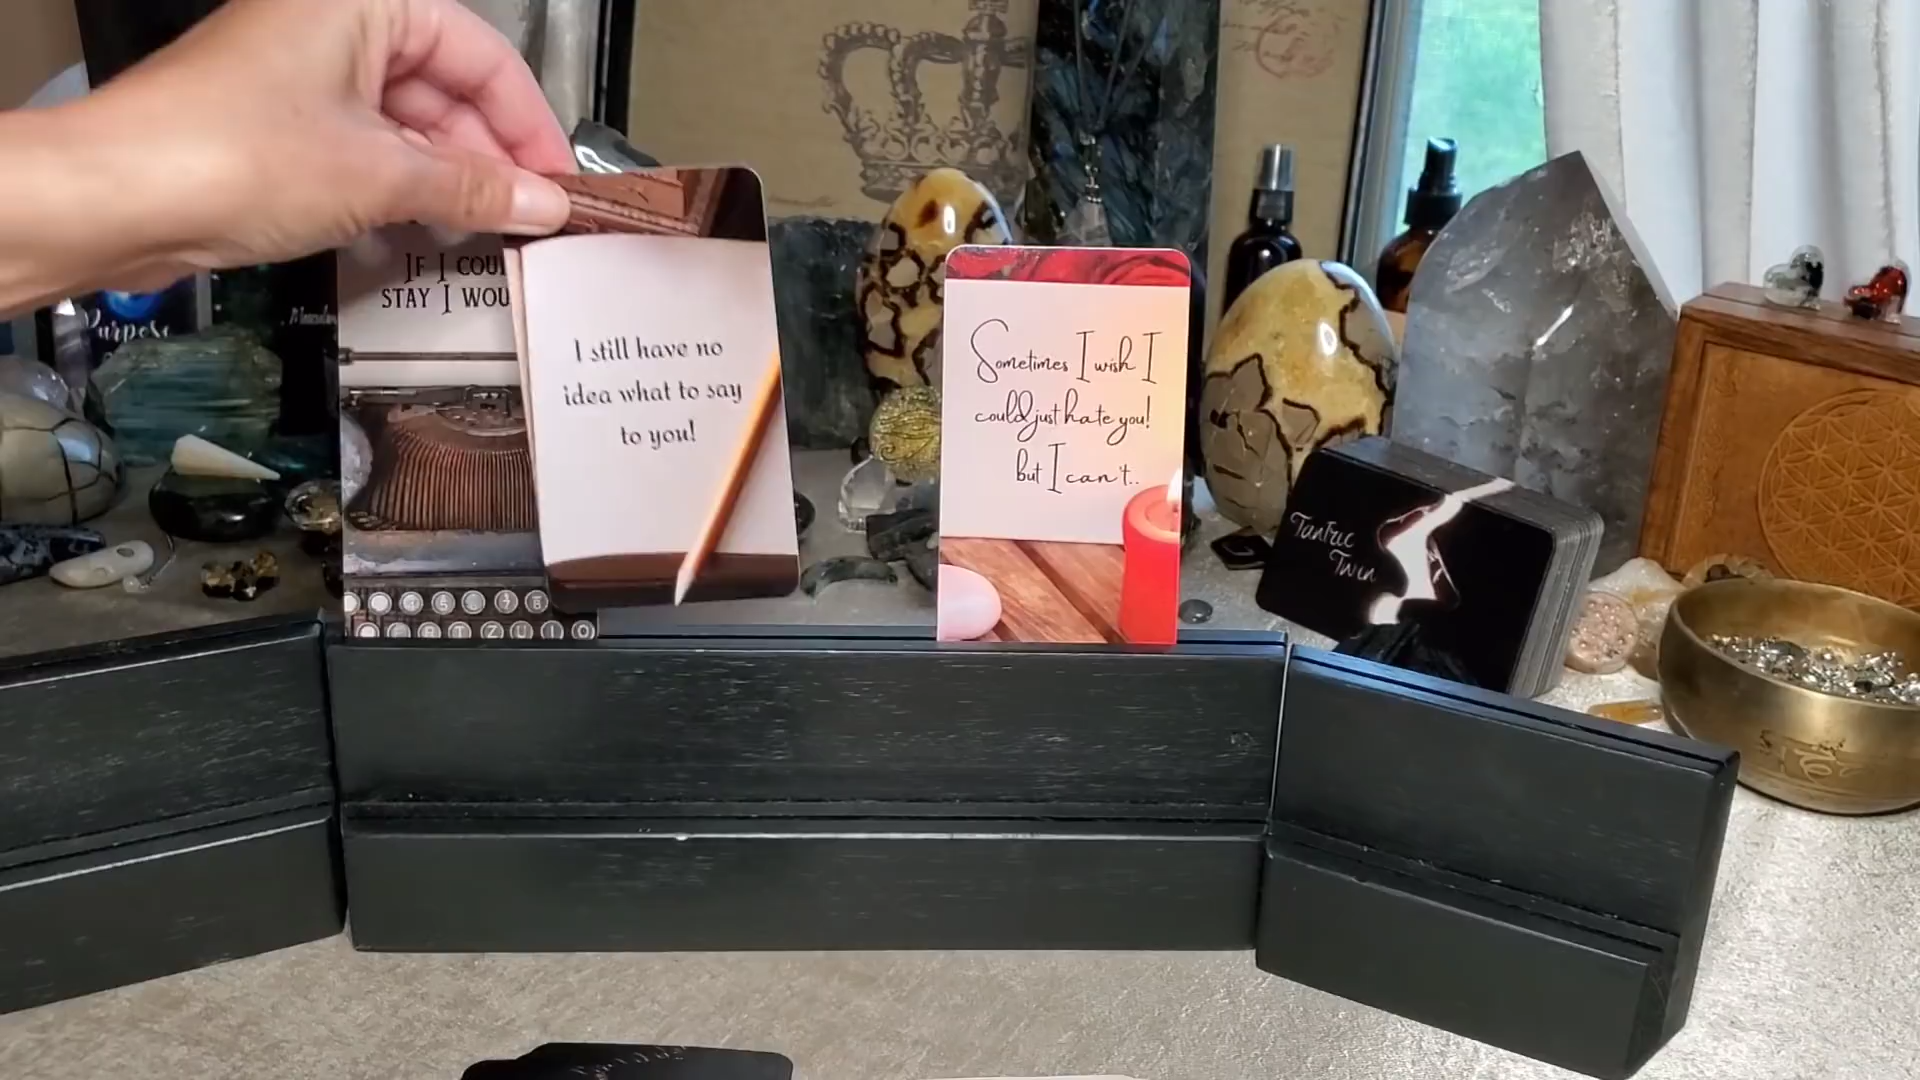 IF I COU
STAY I WOU
I still have no
idea what to say
to you!
Sometimes I wish I
could just hate you!
but I can't..
Tantric
Twin
Purpose